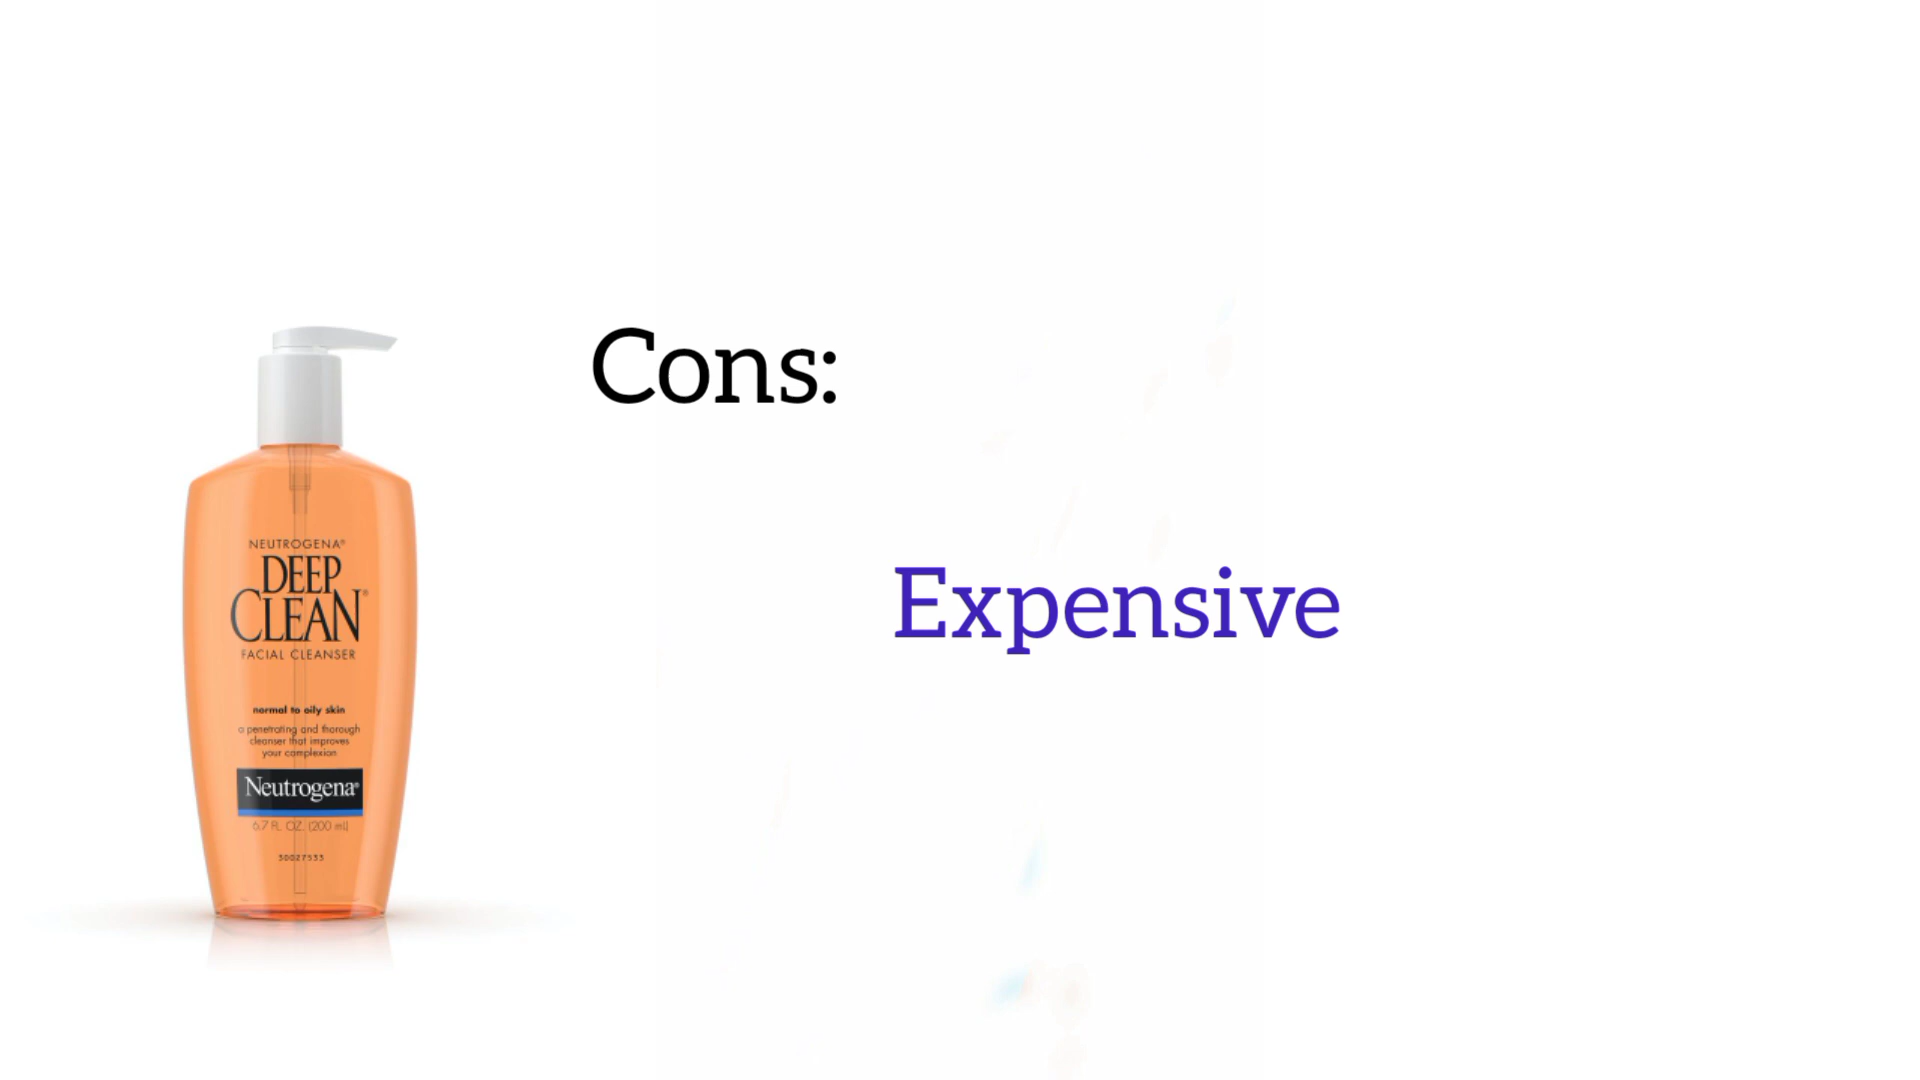 Cons:
Expensive
NEUTROGENA®
DEEP
CLEAN®
FACIAL CLEANSER
normal to oily skin
a penetrating and thorough
cleanser that improves
your complexion
Neutrogena®
6.7 FL. OZ. (200 ml)
30027533